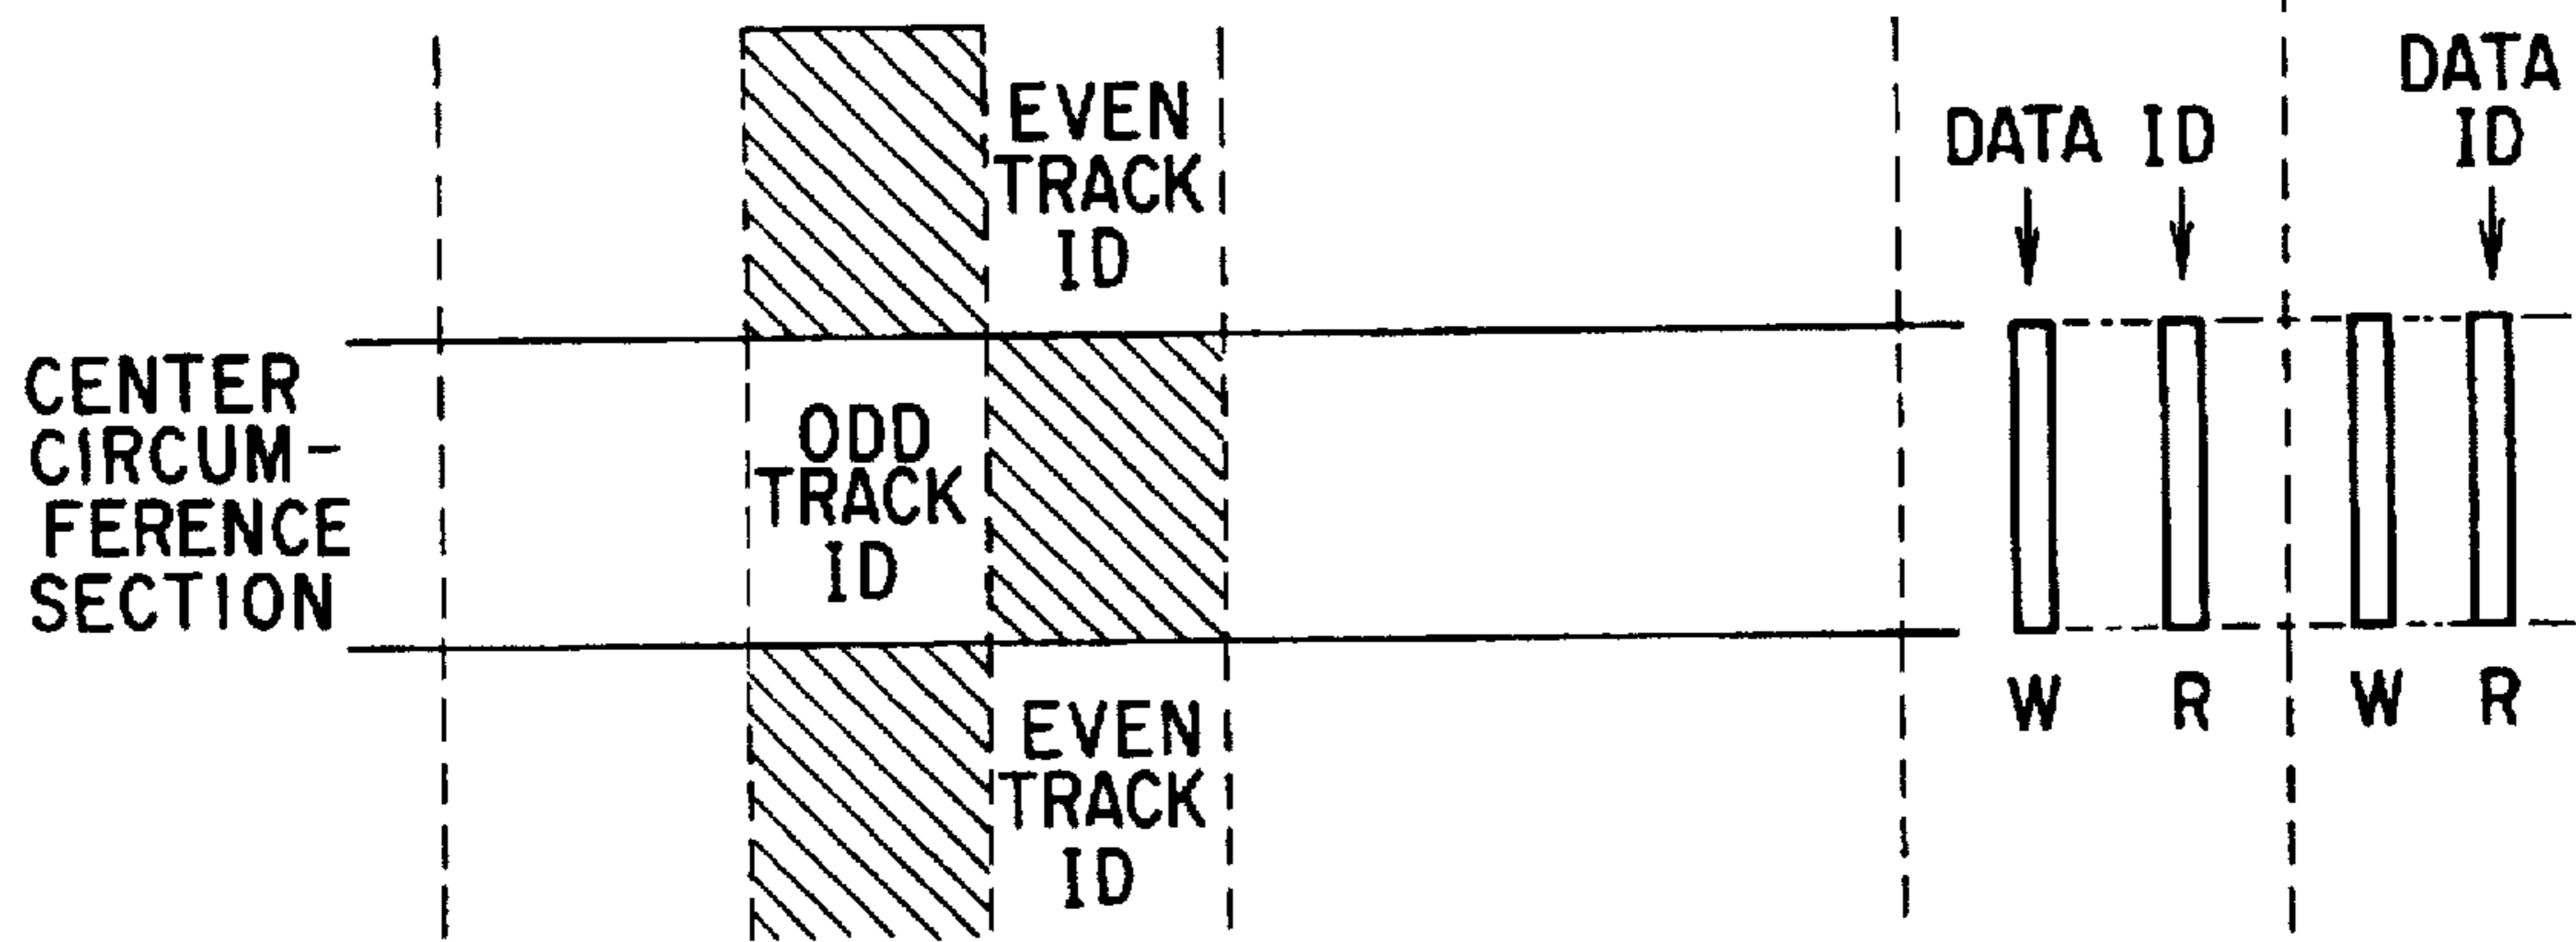 CENTER
CIRCUM-
FERENCE
SECTION
EVEN
TRACK
ID
ODD
TRACK
ID
EVEN
TRACK
ID
DATA ID
DATA
ID
W R W R